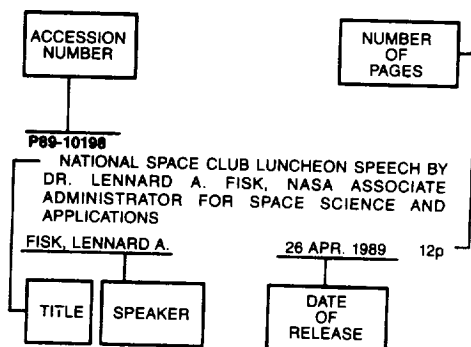 ACCESSION
NUMBER
NUMBER
OF
PAGES
P89-10198
NATIONAL SPACE CLUB LUNCHEON SPEECH BY
DR. LENNARD A. FISK, NASA ASSOCIATE
ADMINISTRATOR FOR SPACE SCIENCE AND
APPLICATIONS
FISK, LENNARD A. 26 APR. 1989 12p
TITLE SPEAKER
DATE
OF
RELEASE